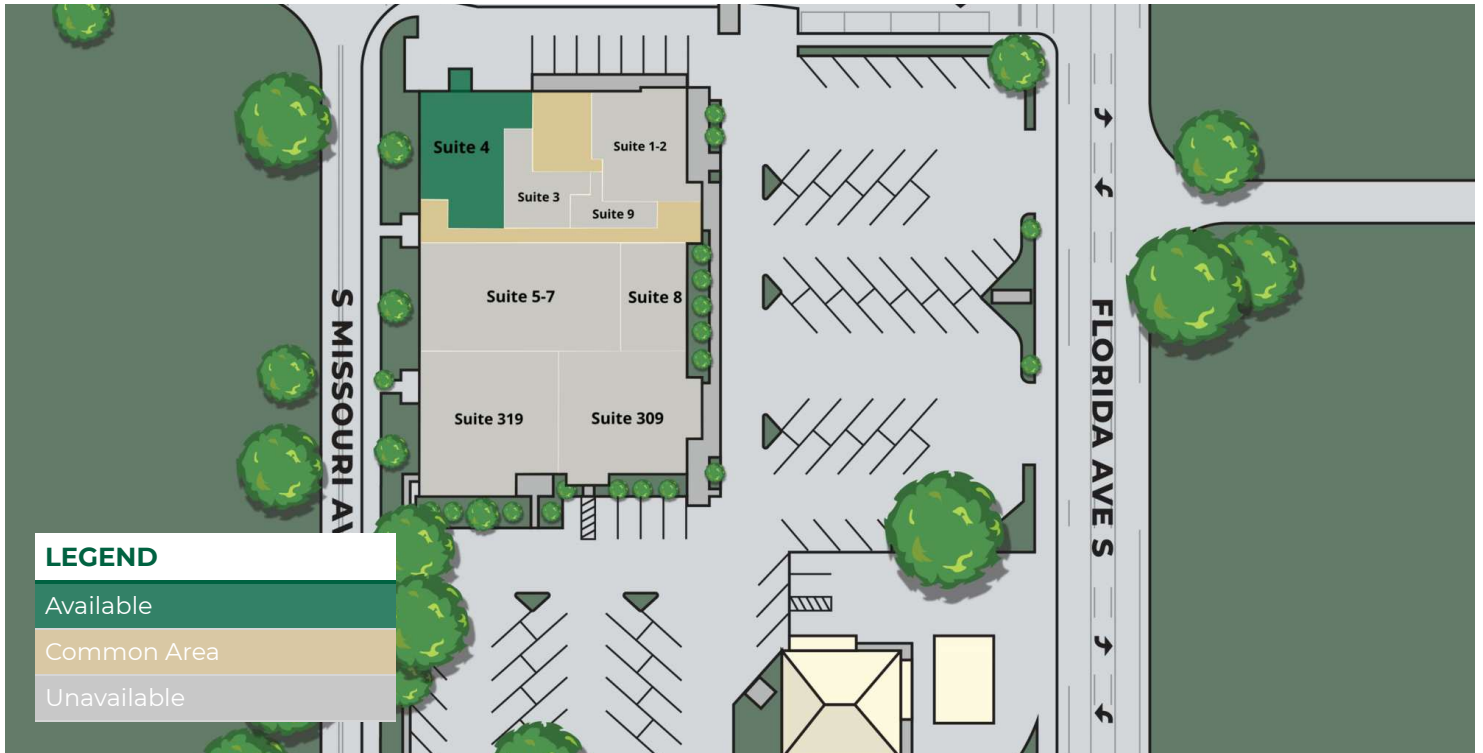 Suite 4
Suite 1-2
Suite 3
Suite 9
Suite 5-7
Suite 8
Suite 319
Suite 309
S MISSOURI AV
FLORIDA AVE S
LEGEND
Available
Common Area
Unavailable